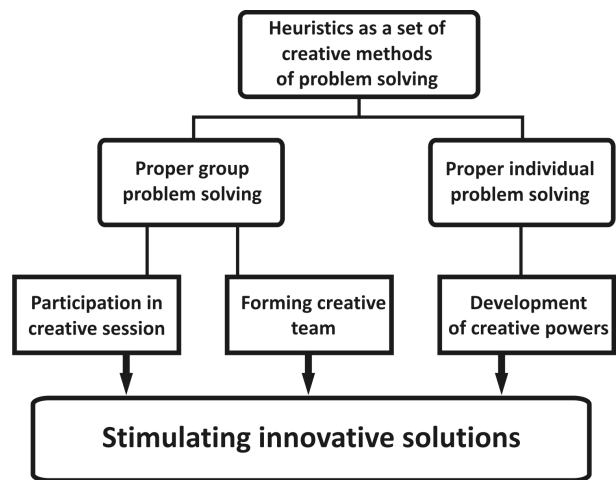 Heuristics as a set of
creative methods
of problem solving
Proper group
problem solving
Proper individual
problem solving
Participation in
creative session
Forming creative
team
Development
of creative powers
Stimulating innovative solutions